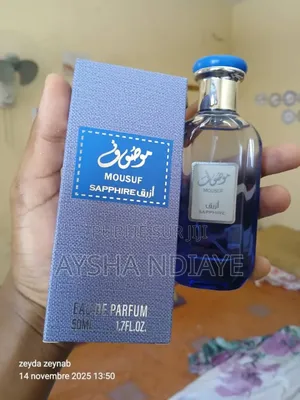 موصوف
MOUSUF
SAPPHIRE أزرق
EAU DE PARFUM
50ML 1.7FL.OZ.
موصوف
MOUSUF
أزرق
SAPPHIRE
AYSHA NDIAYE
zeyda zeynab
14 novembre 2025 13:50